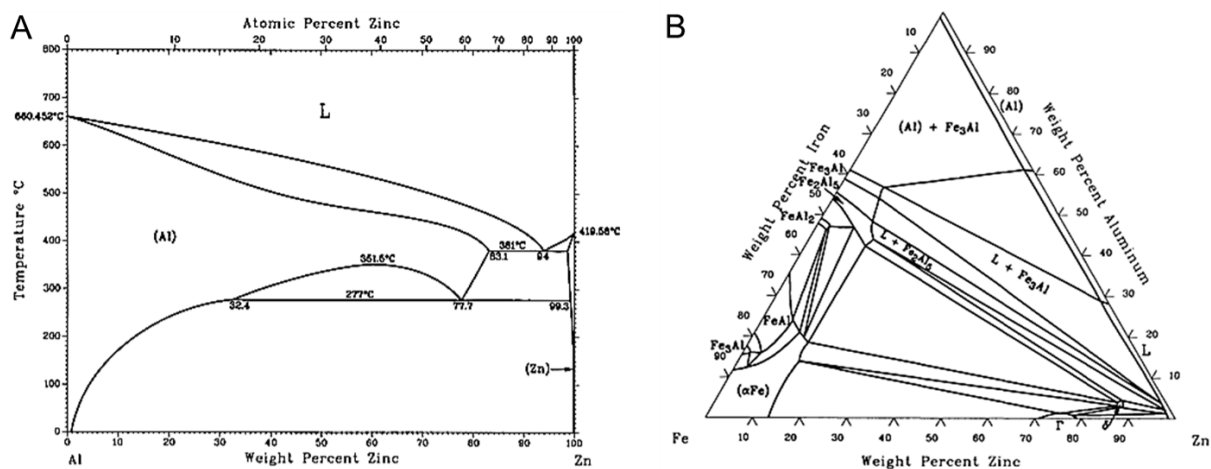 A
Atomic Percent Zinc
0 10 20 30 40 50 60 70 80 90 100
800
700
660.452°C
600
500
400
300
200
100
0
Temperature °C
L
(Al)
419.58°C
381°C
83.1 94
351.5°C
277°C
32.4 77.7 99.3
(Zn)
0 10 20 30 40 50 60 70 80 90 100
Al Weight Percent Zinc Zn
B
10
20
30
40
50
60
70
80
90
Weight Percent Iron
90
80
70
60
50
40
30
20
10
Weight Percent Aluminum
(Al)
(Al) + Fe₃Al
Fe₃Al
Fe₂Al₅
FeAl₂
L + Fe₂Al₅
L + Fe₃Al
FeAl
Fe₃Al
(αFe)
L
Γ
δ
Fe 10 20 30 40 50 60 70 80 90 Zn
Weight Percent Zinc